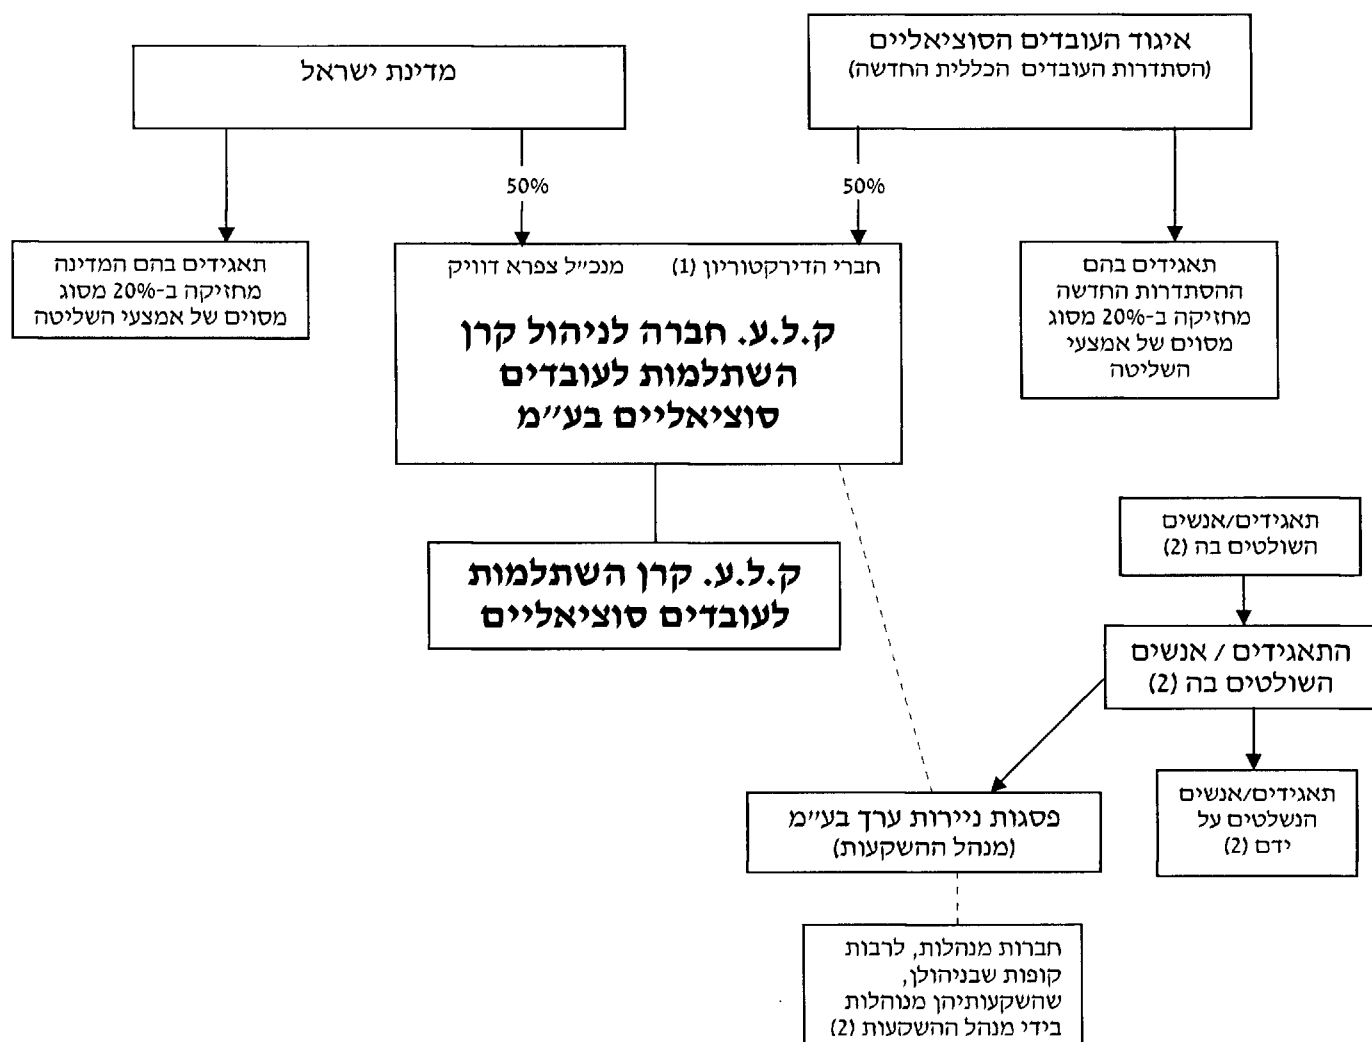 איגוד העובדים הסוציאליים
(הסתדרות העובדים הכללית החדשה)
מדינת ישראל
50%
50%
תאגידים בהם
ההסתדרות החדשה
מחזיקה ב-20% מסוג
מסוים של אמצעי
השליטה
חברי הדירקטוריון (1)
מנכ״ל צפרא דוויק
ק.ל.ע. חברה לניהול קרן
השתלמות לעובדים
סוציאליים בע״מ
תאגידים בהם המדינה
מחזיקה ב-20% מסוג
מסוים של אמצעי השליטה
ק.ל.ע. קרן השתלמות
לעובדים סוציאליים
תאגידים/אנשים
השולטים בה (2)
התאגידים / אנשים
השולטים בה (2)
תאגידים/אנשים
הנשלטים על
ידם (2)
פסגות ניירות ערך בע״מ
(מנהל ההשקעות)
חברות מנהלות, לרבות
קופות שבניהולן,
שהשקעותיהן מנוהלות
בידי מנהל ההשקעות (2)